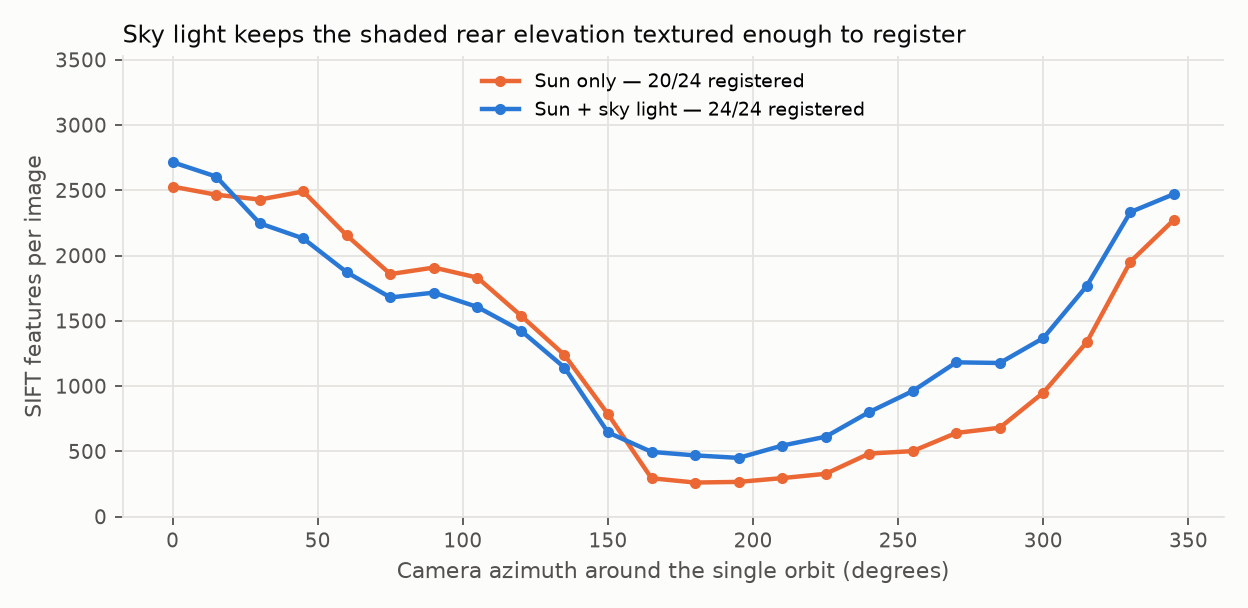 Sky light keeps the shaded rear elevation textured enough to register
Sun only — 20/24 registered
Sun + sky light — 24/24 registered
SIFT features per image
3500
3000
2500
2000
1500
1000
500
0
0 50 100 150 200 250 300 350
Camera azimuth around the single orbit (degrees)